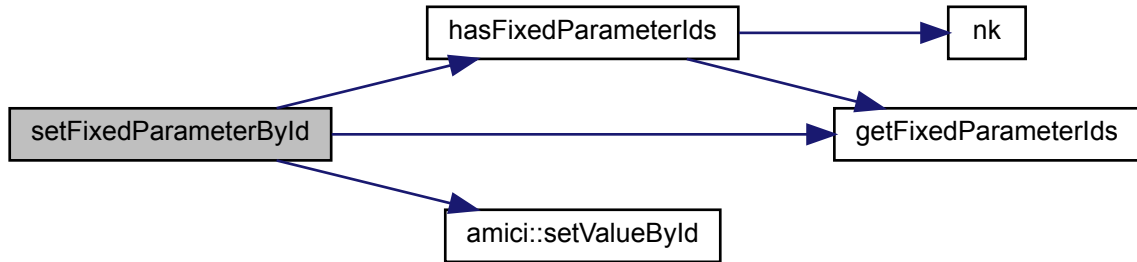 hasFixedParameterIds
nk
setFixedParameterById
getFixedParameterIds
amici::setValueById